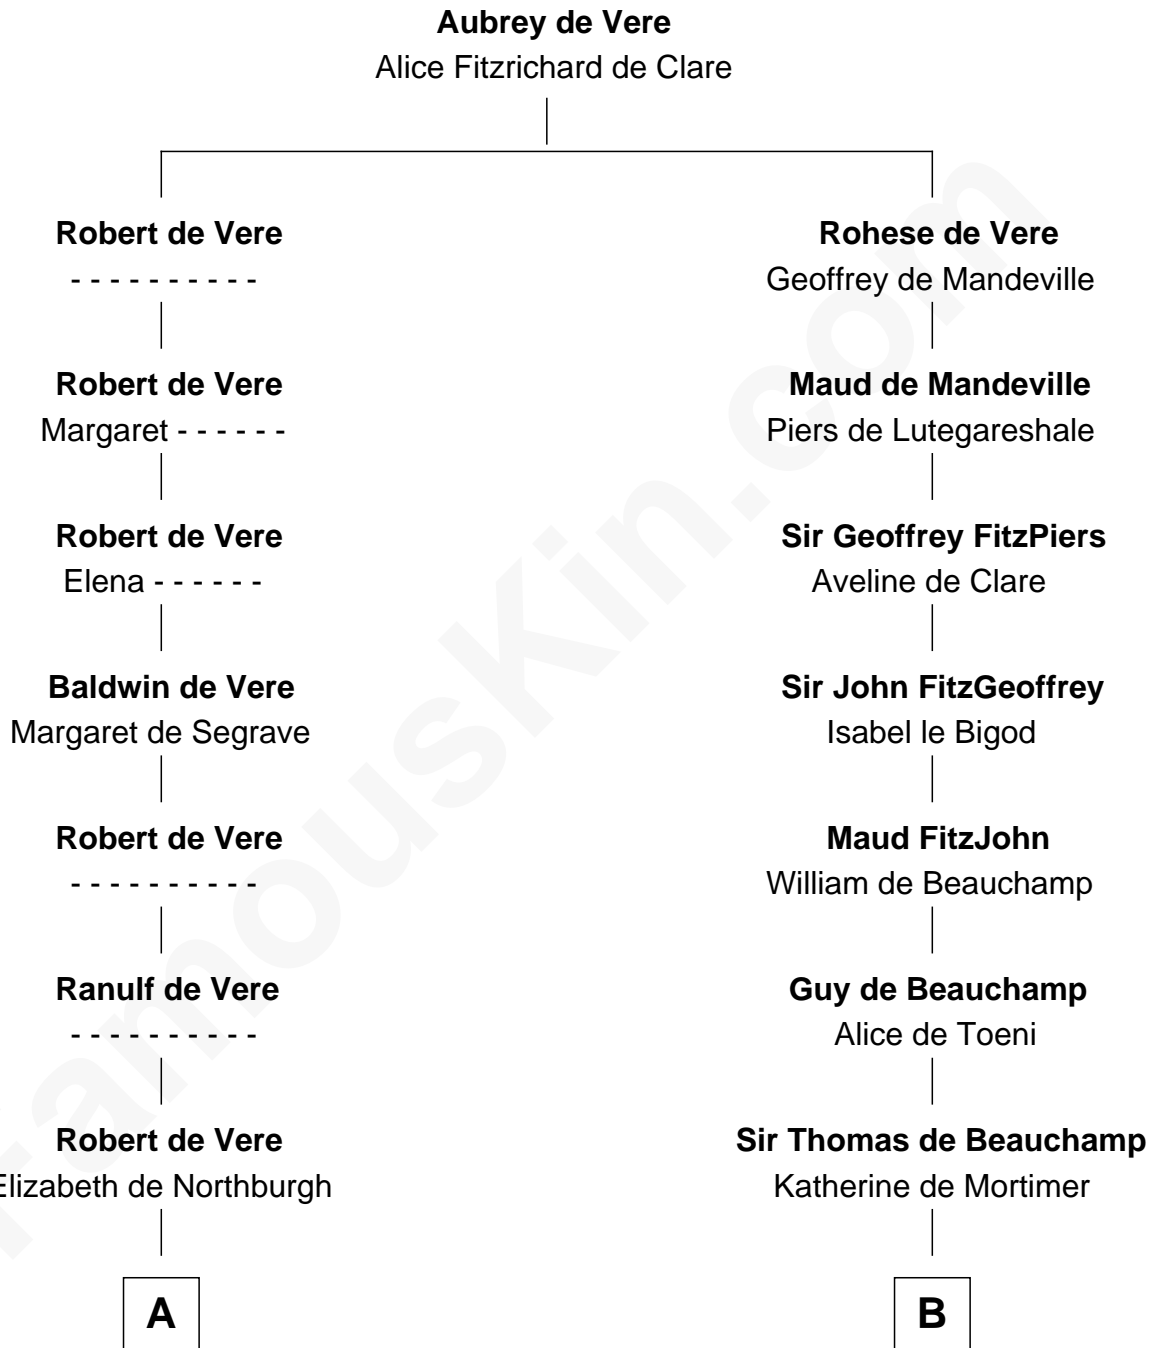 Aubrey de Vere
Alice Fitzrichard de Clare
Robert de Vere
- - - - - - - - - -
Rohese de Vere
Geoffrey de Mandeville
Robert de Vere
Margaret - - - - - -
Maud de Mandeville
Piers de Lutegareshale
Robert de Vere
Elena - - - - - -
Sir Geoffrey FitzPiers
Aveline de Clare
Baldwin de Vere
Margaret de Segrave
Sir John FitzGeoffrey
Isabel le Bigod
Robert de Vere
- - - - - - - - - -
Maud FitzJohn
William de Beauchamp
Ranulf de Vere
- - - - - - - - - -
Guy de Beauchamp
Alice de Toeni
Robert de Vere
Elizabeth de Northburgh
Sir Thomas de Beauchamp
Katherine de Mortimer
A
B
FamousKin.com